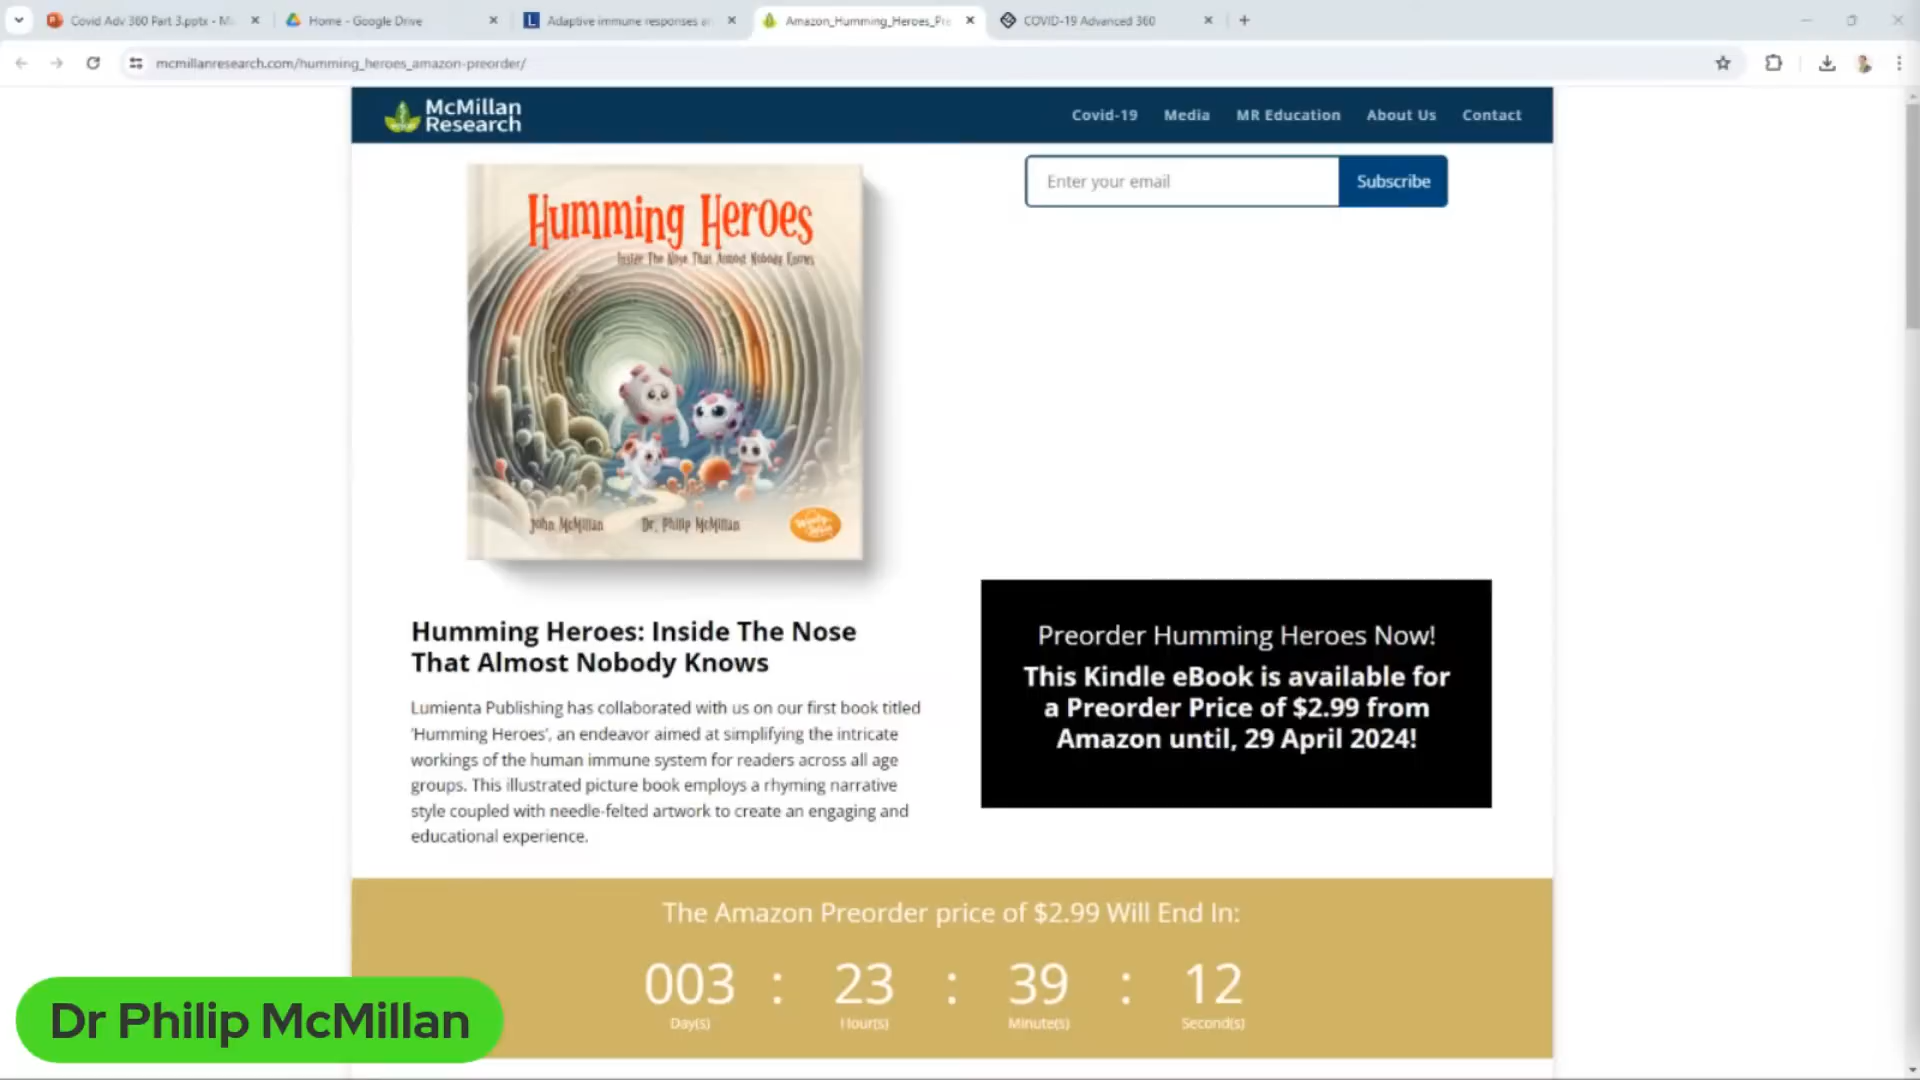 Covid Adv 360 Part 3.pptx - M
Home - Google Drive
Adaptive immune responses a
Amazon_Humming_Heroes_Pre
COVID-19 Advanced 360
mcmillanresearch.com/humming_heroes_amazon-preorder/
McMillan
Research
Covid-19
Media
MR Education
About Us
Contact
Enter your email
Subscribe
Humming Heroes
Inside The Nose That Almost Nobody Knows
John McMillan
Dr. Philip McMillan
Humming Heroes: Inside The Nose
That Almost Nobody Knows
Lumienta Publishing has collaborated with us on our first book titled
'Humming Heroes', an endeavor aimed at simplifying the intricate
workings of the human immune system for readers across all age
groups. This illustrated picture book employs a rhyming narrative
style coupled with needle-felted artwork to create an engaging and
educational experience.
Preorder Humming Heroes Now!
This Kindle eBook is available for
a Preorder Price of $2.99 from
Amazon until, 29 April 2024!
The Amazon Preorder price of $2.99 Will End In:
003 : 23 : 39 : 12
Day(s) Hour(s) Minute(s) Second(s)
Dr Philip McMillan